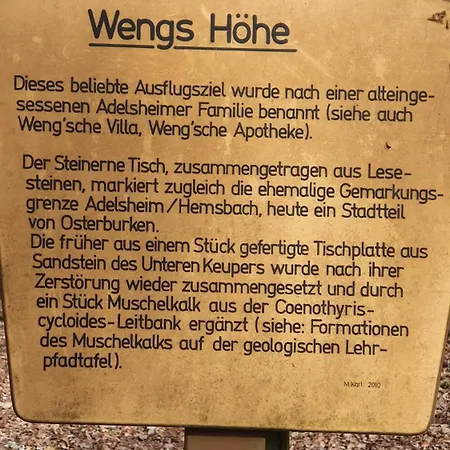 Wengs Höhe
Dieses beliebte Ausflugsziel wurde nach einer alteinge-
sessenen Adelsheimer Familie benannt (siehe auch
Weng'sche Villa, Weng'sche Apotheke).
Der Steinerne Tisch, zusammengetragen aus Lese-
steinen, markiert zugleich die ehemalige Gemarkungs-
grenze Adelsheim/Hemsbach, heute ein Stadtteil
von Osterburken.
Die früher aus einem Stück gefertigte Tischplatte aus
Sandstein des Unteren Keupers wurde nach ihrer
Zerstörung wieder zusammengesetzt und durch
ein Stück Muschelkalk aus der Coenothyris-
cycloides-Leitbank ergänzt (siehe: Formationen
des Muschelkalks auf der geologischen Lehr-
pfadtafel).
M.Karl 2010